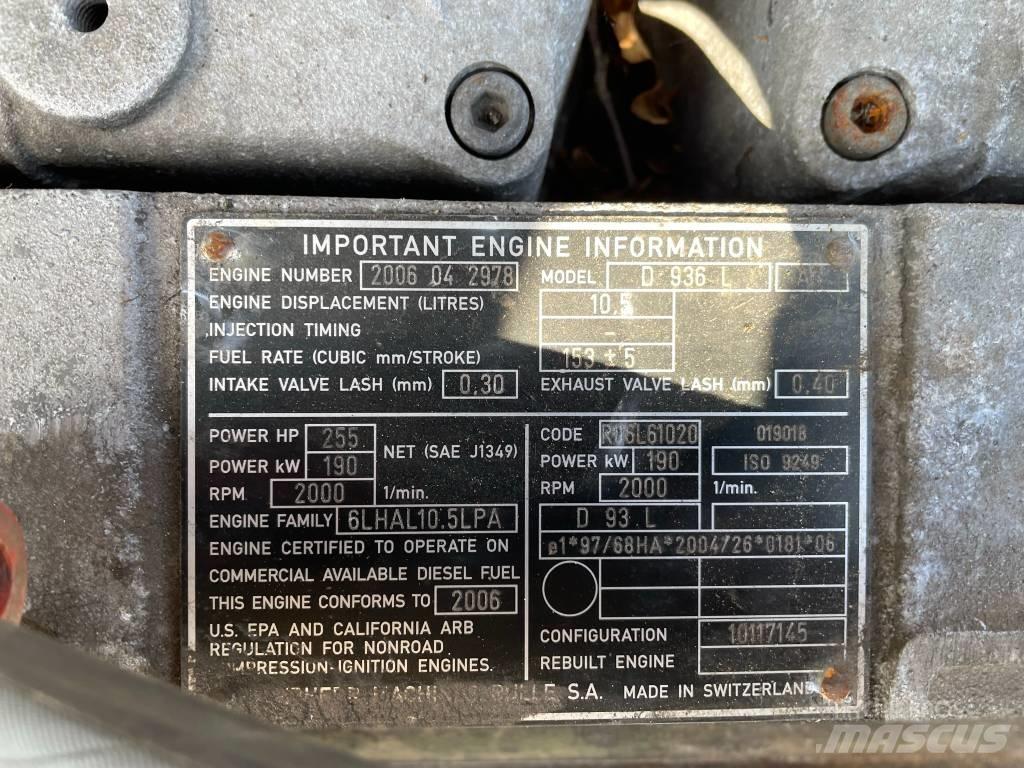 IMPORTANT ENGINE INFORMATION
ENGINE NUMBER 2006 04 2978 MODEL D 936 L
ENGINE DISPLACEMENT (LITRES) 10,5
INJECTION TIMING –
FUEL RATE (CUBIC mm/STROKE) 153 ± 5
INTAKE VALVE LASH (mm) 0,30 EXHAUST VALVE LASH (mm) 0,40
POWER HP 255
POWER kW 190
NET (SAE J1349)
RPM 2000 1/min.
ENGINE FAMILY 6LHAL10.5LPA
ENGINE CERTIFIED TO OPERATE ON
COMMERCIAL AVAILABLE DIESEL FUEL
THIS ENGINE CONFORMS TO 2006
U.S. EPA AND CALIFORNIA ARB
REGULATION FOR NONROAD
MPRESSION-IGNITION ENGINES.
CODE 019018
POWER kW 190 ISO 9249
RPM 2000 1/min.
D 93 L
e1*97/68HA*2004/26*0181*06
CONFIGURATION 10117145
REBUILT ENGINE
BULLE S.A. MADE IN SWITZERLAND
MASCUS